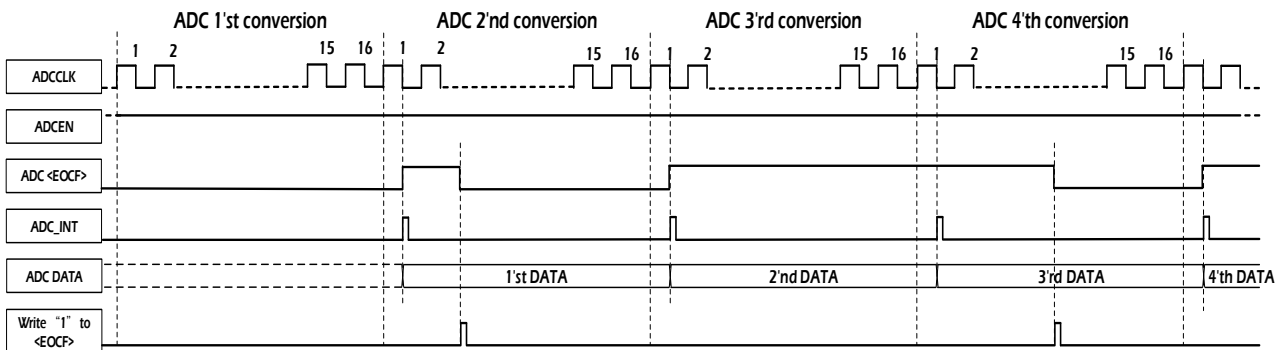 ADC 1'st conversion ADC 2'nd conversion ADC 3'rd conversion ADC 4'th conversion
1 2 15 16 1 2 15 16 1 2 15 16 1 2 15 16
ADCCLK
ADCEN
ADC <EOCF>
ADC_INT
ADC DATA 1'st DATA 2'nd DATA 3'rd DATA 4'th DATA
Write “1” to
<EOCF>